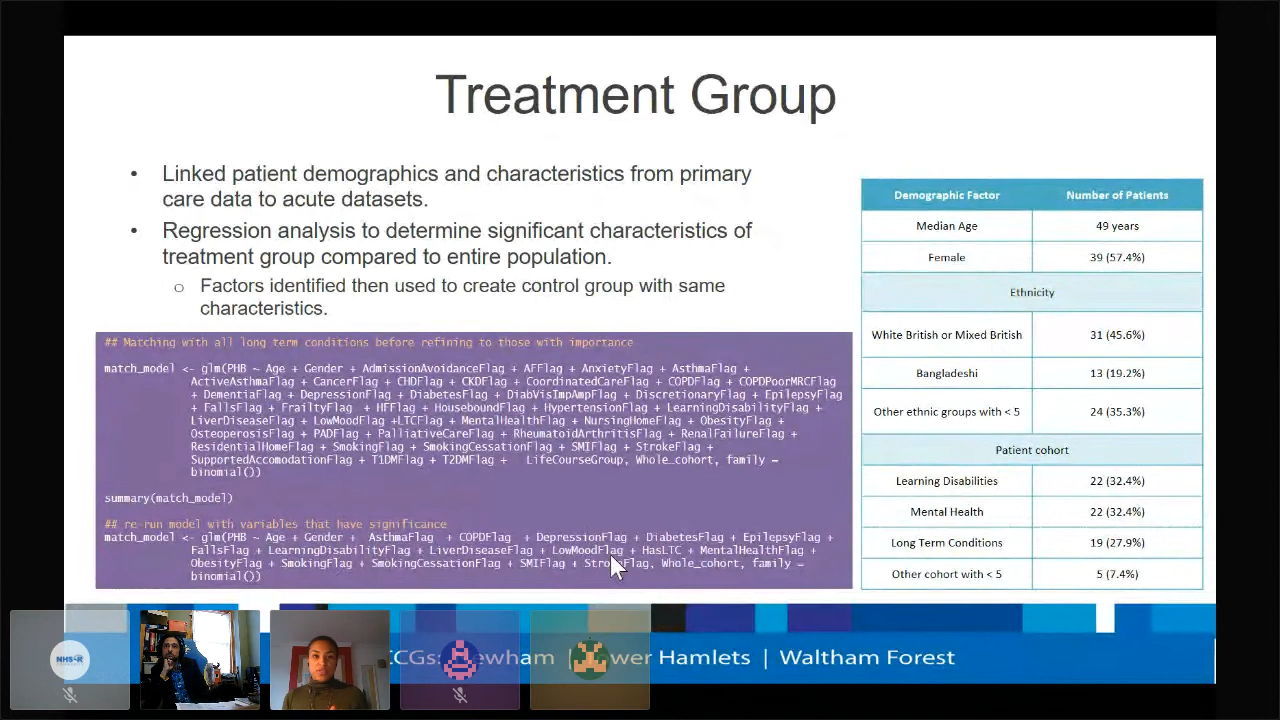 Treatment Group
• Linked patient demographics and characteristics from primary
care data to acute datasets.
• Regression analysis to determine significant characteristics of
treatment group compared to entire population.
o Factors identified then used to create control group with same
characteristics.
## Matching with all long term conditions before refining to those with importance
match_model <- glm(PHB ~ Age + Gender + AdmissionAvoidanceFlag + AFFlag + AnxietyFlag + AsthmaFlag +
ActiveAsthmaFlag + CancerFlag + CHDFlag + CKDFlag + CoordinatedCareFlag + COPDFlag + COPDPoorMRCFlag
+ DementiaFlag + DepressionFlag + DiabetesFlag + DiabVisImpAmpFlag + DiscretionaryFlag + EpilepsyFlag
+ FallsFlag + FrailtyFlag + HFFlag + HouseboundFlag + HypertensionFlag + LearningDisabilityFlag +
LiverDiseaseFlag + LowMoodFlag +LTCFlag + MentalHealthFlag + NursingHomeFlag + ObesityFlag +
OsteoporosisFlag + PADFlag + PalliativeCareFlag + RheumatoidArthritisFlag + RenalFailureFlag +
ResidentialHomeFlag + SmokingFlag + SmokingCessationFlag + SMIFlag + StrokeFlag +
SupportedAccomodationFlag + T1DMFlag + T2DMFlag + LifeCourseGroup, Whole_cohort, family =
binomial())
summary(match_model)
## re-run model with variables that have significance
match_model <- glm(PHB ~ Age + Gender + AsthmaFlag + COPDFlag + DepressionFlag + DiabetesFlag + EpilepsyFlag +
FallsFlag + LearningDisabilityFlag + LiverDiseaseFlag + LowMoodFlag + HasLTC + MentalHealthFlag +
ObesityFlag + SmokingFlag + SmokingCessationFlag + SMIFlag + StrokeFlag, Whole_cohort, family =
binomial())
Demographic Factor Number of Patients
Median Age 49 years
Female 39 (57.4%)
Ethnicity
White British or Mixed British 31 (45.6%)
Bangladeshi 13 (19.2%)
Other ethnic groups with < 5 24 (35.3%)
Patient cohort
Learning Disabilities 22 (32.4%)
Mental Health 22 (32.4%)
Long Term Conditions 19 (27.9%)
Other cohort with < 5 5 (7.4%)
Hamlets | Waltham Forest
NHS-R